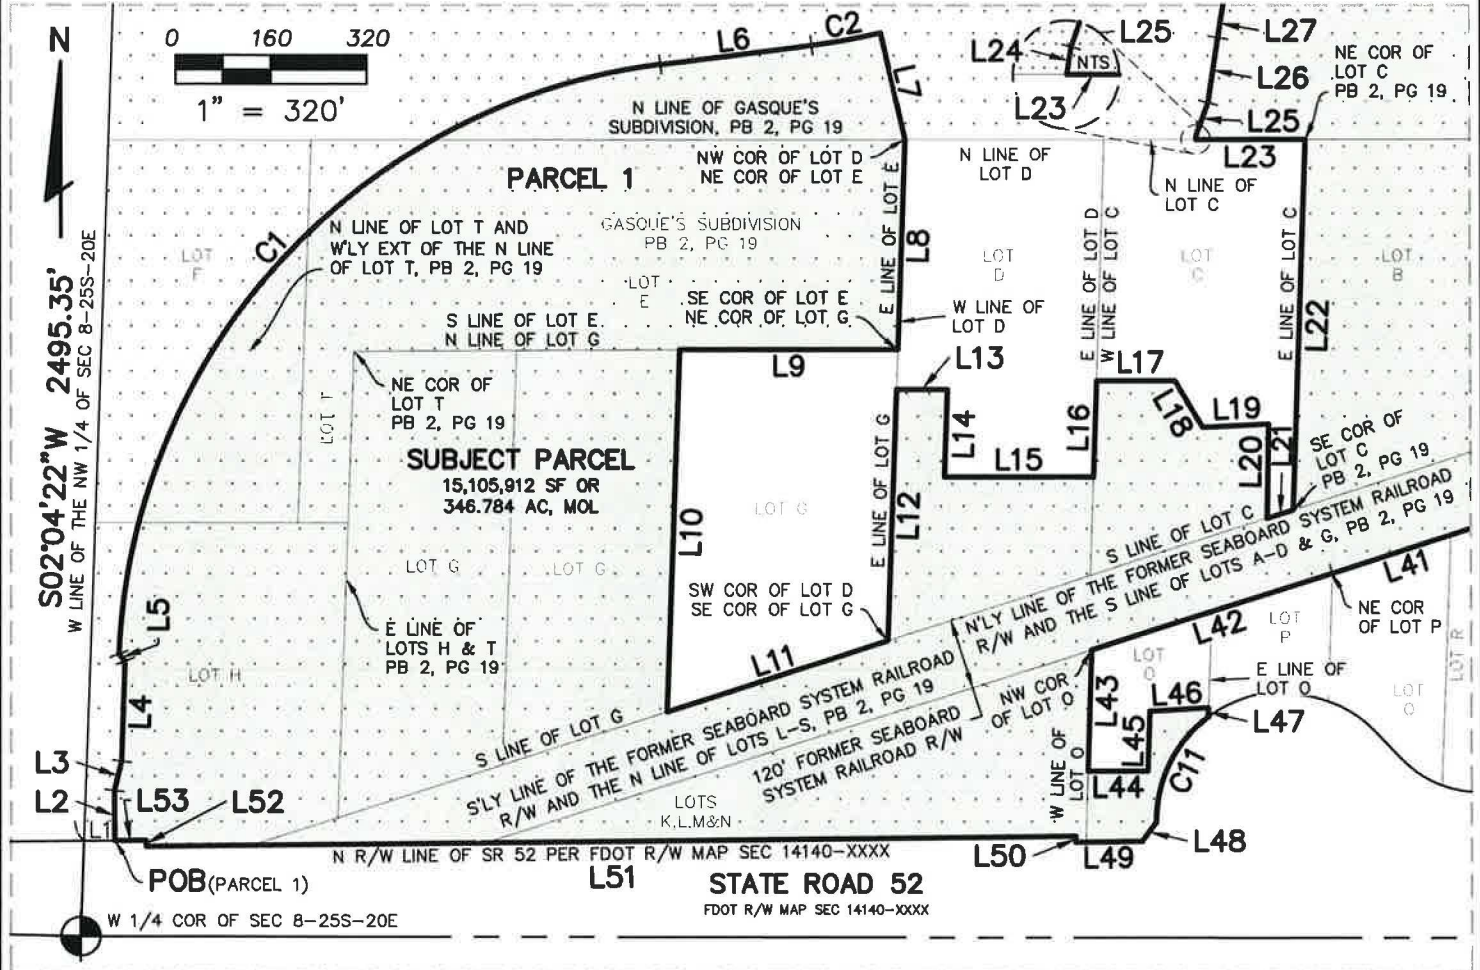 N
0 160 320
1" = 320'
S02°04'22"W 2495.35'
W LINE OF THE NW 1/4 OF SEC 8-25S-20E
L6
C2
L7
L24
L25
NTS
L23
L27
L26
L25
L23
NE COR OF
LOT C
PB 2, PG 19
N LINE OF GASQUE'S
SUBDIVISION, PB 2, PG 19
PARCEL 1
NW COR OF LOT D
NE COR OF LOT E
N LINE OF
LOT D
N LINE OF
LOT C
C1
N LINE OF LOT T AND
W'LY EXT OF THE N LINE
OF LOT T, PB 2, PG 19
GASQUE'S SUBDIVISION
PB 2, PG 19
LOT
F
LOT
E
E LINE OF LOT E
L8
LOT
D
E LINE OF LOT D
W LINE OF LOT C
LOT
C
E LINE OF LOT C
L22
LOT
B
SE COR OF LOT E
NE COR OF LOT G
W LINE OF
LOT D
S LINE OF LOT E
N LINE OF LOT G
L9
L13
L17
NE COR OF
LOT T
PB 2, PG 19
LOT T
L14
L15
L16
L18
L19
L20
L21
SE COR OF
LOT C
PB 2, PG 19
SUBJECT PARCEL
15,105,912 SF OR
346.784 AC, MOL
L10
LOT G
E LINE OF LOT G
L12
S LINE OF LOT C
N'LY LINE OF THE FORMER SEABOARD SYSTEM RAILROAD
R/W AND THE S LINE OF LOTS A-D & G, PB 2, PG 19
LOT G
LOT G
SW COR OF LOT D
SE COR OF LOT G
L11
L41
NE COR
OF LOT P
L42
LOT
P
LOT R
L5
E LINE OF
LOTS H & T
PB 2, PG 19
LOT H
L4
S LINE OF LOT G
S'LY LINE OF THE FORMER SEABOARD SYSTEM RAILROAD
R/W AND THE N LINE OF LOTS L-S, PB 2, PG 19
120' FORMER SEABOARD
SYSTEM RAILROAD R/W
NW COR
OF LOT O
LOT
O
E LINE OF
LOT O
LOT
Q
L43
L46
L45
L47
L44
C11
W LINE OF
LOT O
L3
L2
L1
L53
L52
LOTS
K,L,M&N
L50
L49
L48
N R/W LINE OF SR 52 PER FDOT R/W MAP SEC 14140-XXXX
L51
STATE ROAD 52
FDOT R/W MAP SEC 14140-XXXX
POB (PARCEL 1)
W 1/4 COR OF SEC 8-25S-20E